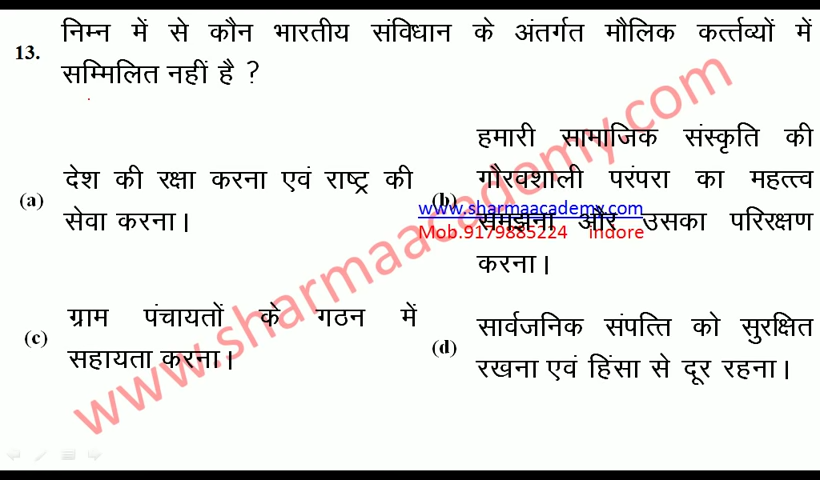 13. निम्न में से कौन भारतीय संविधान के अंतर्गत मौलिक कर्त्तव्यों में
सम्मिलित नहीं है ?
(a) देश की रक्षा करना एवं राष्ट्र की
सेवा करना।
(b) हमारी सामाजिक संस्कृति की
गौरवशाली परंपरा का महत्त्व
समझना और उसका परिरक्षण
करना।
www.sharmaacademy.com
Mob.9179885224 Indore
(c) ग्राम पंचायतों के गठन में
सहायता करना।
(d) सार्वजनिक संपत्ति को सुरक्षित
रखना एवं हिंसा से दूर रहना।
www.sharmaacademy.com